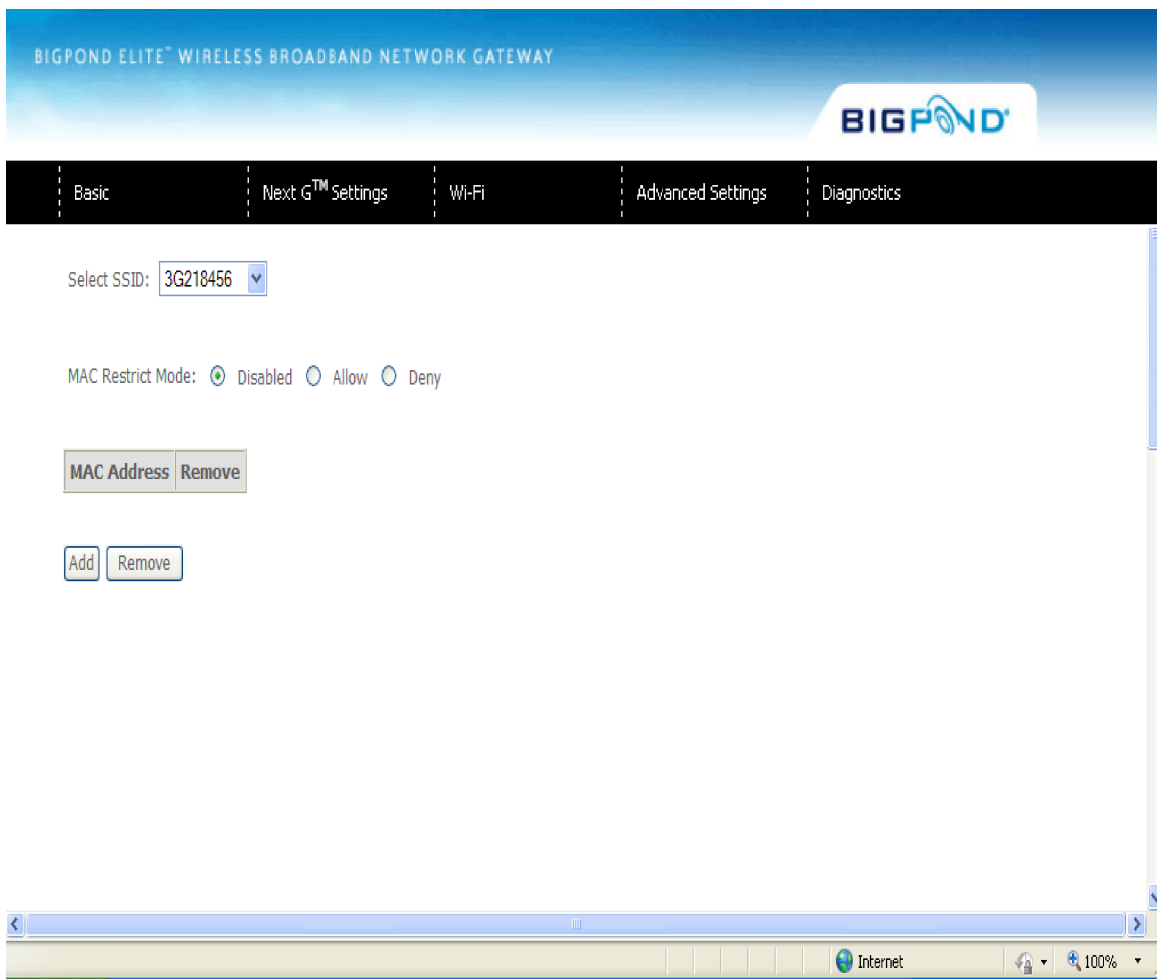 BIGPOND ELITE™ WIRELESS BROADBAND NETWORK GATEWAY
BIGPOND®
Basic Next G™ Settings Wi-Fi Advanced Settings Diagnostics
Select SSID: 3G218456
MAC Restrict Mode: Disabled Allow Deny
MAC Address Remove
Add Remove
Internet 100%